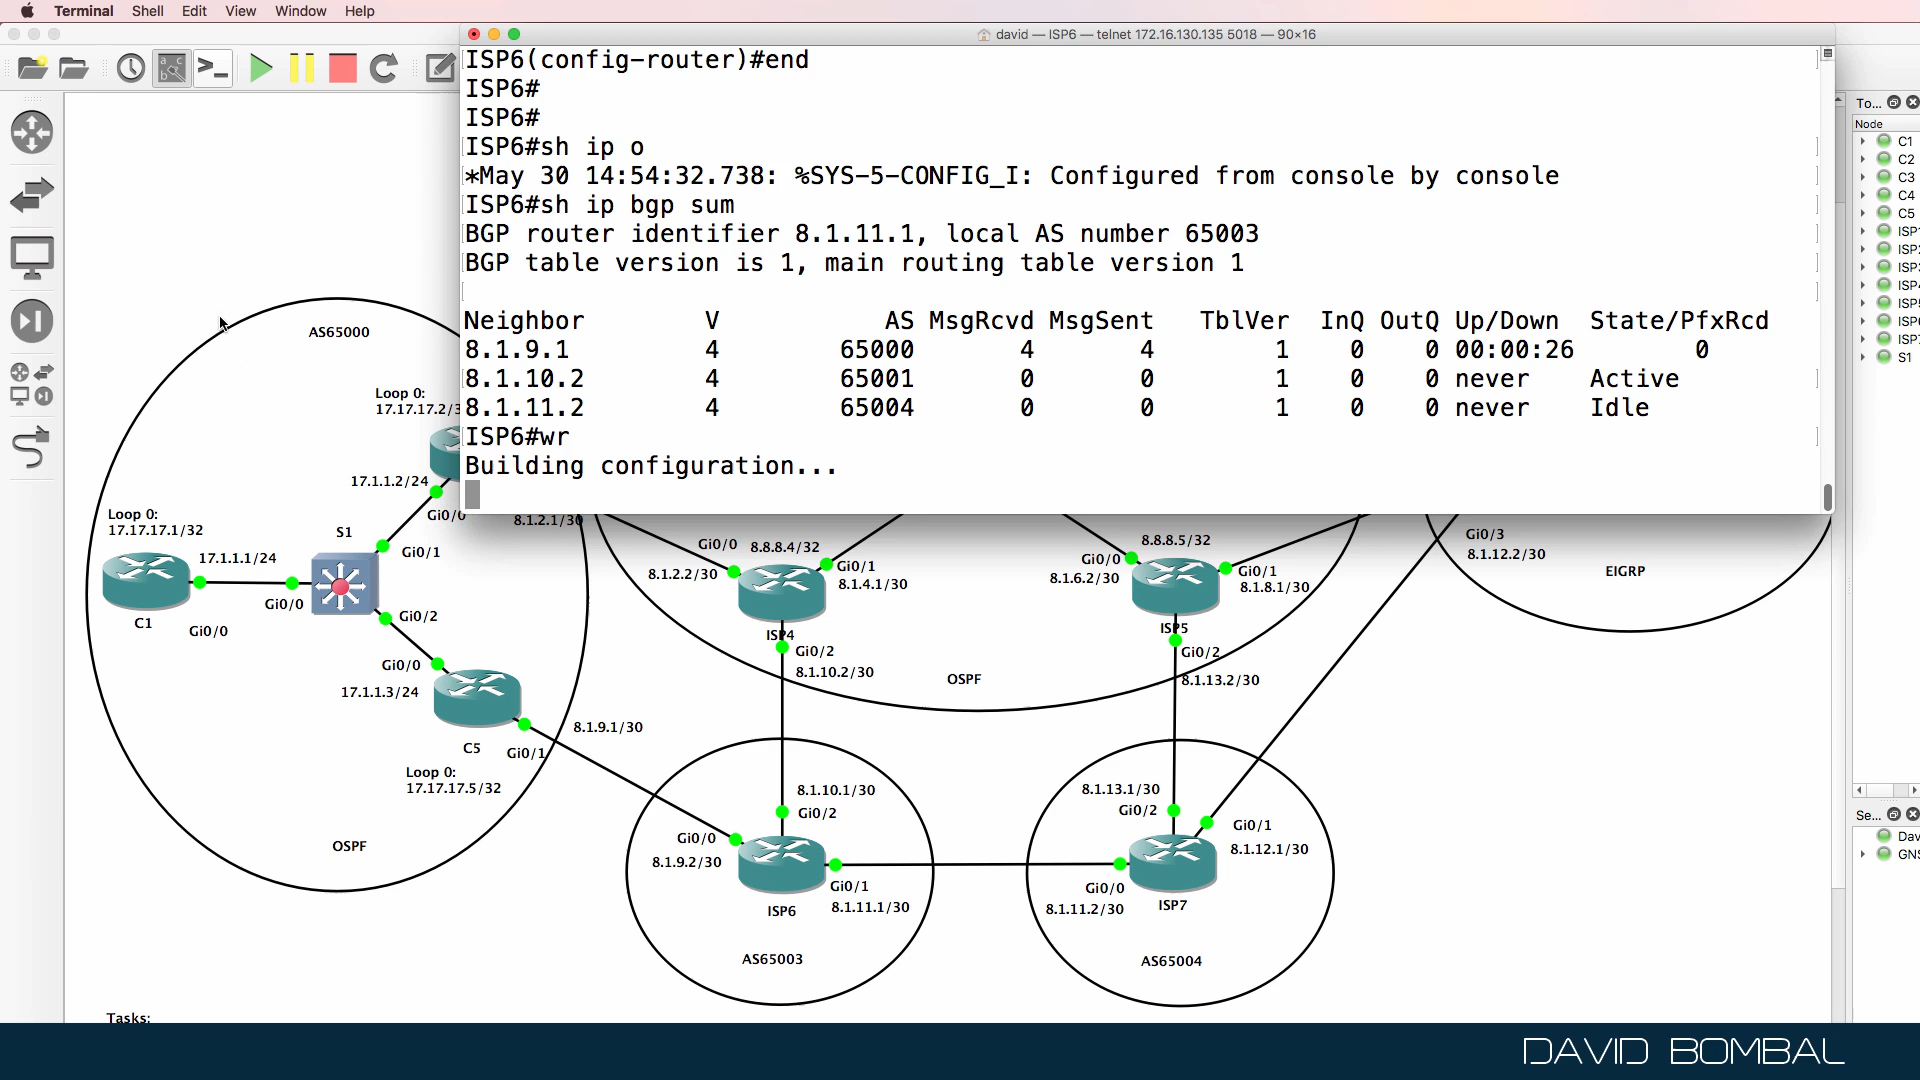 Terminal Shell Edit View Window Help
david — ISP6 — telnet 172.16.130.135 5018 — 90×16
ISP6(config-router)#end
ISP6#
ISP6#
ISP6#sh ip o
*May 30 14:54:32.738: %SYS-5-CONFIG_I: Configured from console by console
ISP6#sh ip bgp sum
BGP router identifier 8.1.11.1, local AS number 65003
BGP table version is 1, main routing table version 1
Neighbor V AS MsgRcvd MsgSent TblVer InQ OutQ Up/Down State/PfxRcd
8.1.9.1 4 65000 4 4 1 0 0 00:00:26 0
8.1.10.2 4 65001 0 0 1 0 0 never Active
8.1.11.2 4 65004 0 0 1 0 0 never Idle
ISP6#wr
Building configuration...
To...
Node
C1
C2
C3
C4
C5
S1
Se...
AS65000
Loop 0:
17.17.17.2/3
17.1.1.2/24
Gi0/0
8.1.2.1/30
Loop 0:
17.17.17.1/32
S1
17.1.1.1/24
Gi0/1
Gi0/0
C1
Gi0/0
Gi0/2
Gi0/0
17.1.1.3/24
8.1.9.1/30
C5
Gi0/1
Loop 0:
17.17.17.5/32
OSPF
Gi0/0
8.8.8.4/32
8.1.2.2/30
Gi0/1
8.1.4.1/30
ISP4
Gi0/2
8.1.10.2/30
OSPF
8.8.8.5/32
Gi0/0
8.1.6.2/30
Gi0/1
8.1.8.1/30
ISP5
Gi0/2
8.1.13.2/30
Gi0/3
8.1.12.2/30
EIGRP
8.1.10.1/30
Gi0/2
Gi0/0
8.1.9.2/30
Gi0/1
8.1.11.1/30
ISP6
AS65003
8.1.13.1/30
Gi0/2
Gi0/1
8.1.12.1/30
Gi0/0
8.1.11.2/30
ISP7
AS65004
Tasks:
DAVID BOMBAL